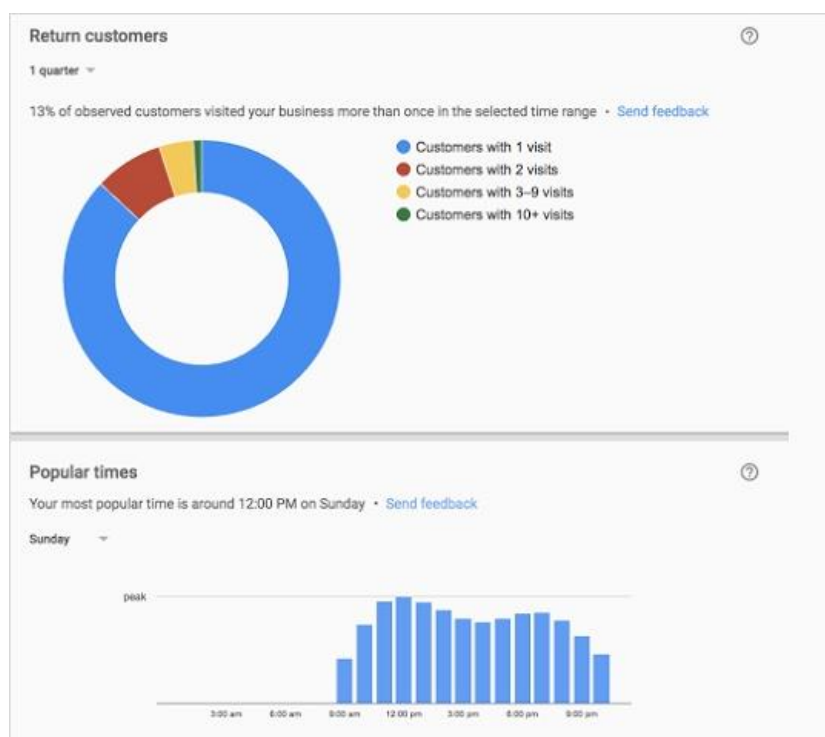 Return customers
1 quarter
13% of observed customers visited your business more than once in the selected time range • Send feedback
Customers with 1 visit
Customers with 2 visits
Customers with 3–9 visits
Customers with 10+ visits
Popular times
Your most popular time is around 12:00 PM on Sunday • Send feedback
Sunday
peak
3:00 am 6:00 am 9:00 am 12:00 pm 3:00 pm 6:00 pm 9:00 pm